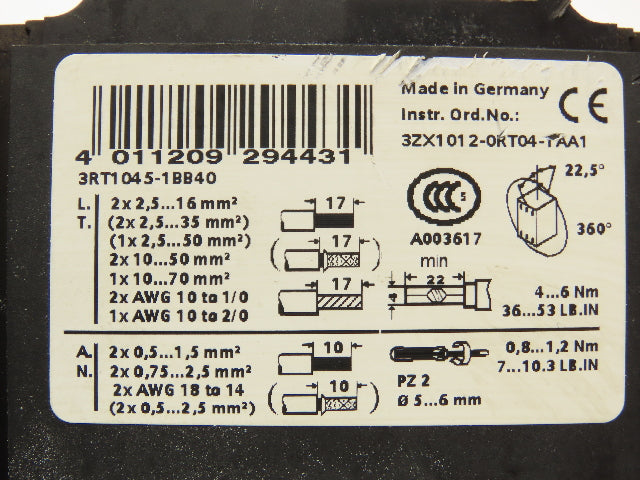 4 011209 294431
3RT1045-1BB40
Made in Germany
Instr. Ord.No.:
3ZX1012-0RT04-1AA1
CE
CCC S
A003617
22,5°
360°
L.
T.
2x 2,5...16 mm²
(2x 2,5...35 mm²)
(1x 2,5...50 mm²)
2x 10...50 mm²
1x 10...70 mm²
2x AWG 10 to 1/0
1x AWG 10 to 2/0
17
17
17
min
22
4
4...6 Nm
36...53 LB.IN
A.
N.
2x 0,5...1,5 mm²
2x 0,75...2,5 mm²
2x AWG 18 to 14
(2x 0,5...2,5 mm²)
10
10
PZ 2
Ø 5...6 mm
0,8...1,2 Nm
7...10.3 LB.IN